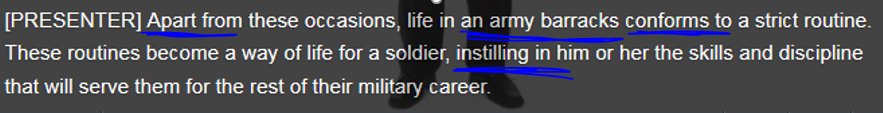 [PRESENTER] Apart from these occasions, life in an army barracks conforms to a strict routine.
These routines become a way of life for a soldier, instilling in him or her the skills and discipline
that will serve them for the rest of their military career.